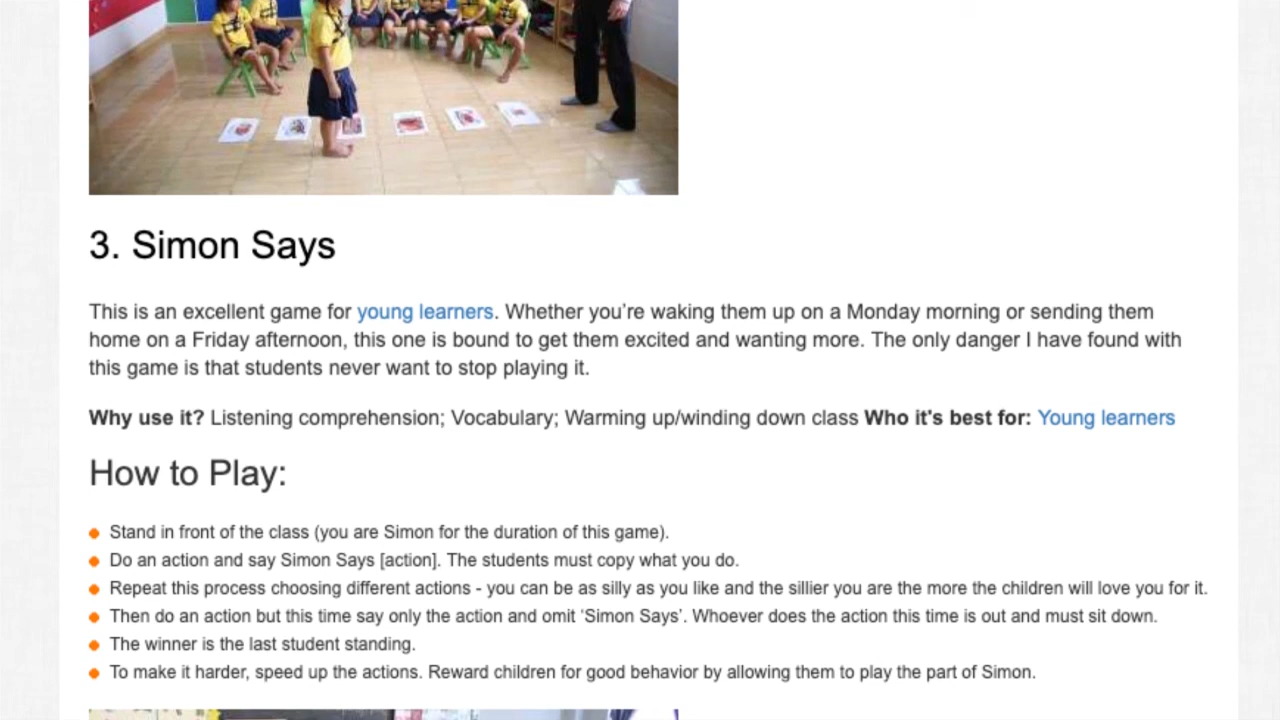 3. Simon Says
This is an excellent game for young learners. Whether you’re waking them up on a Monday morning or sending them
home on a Friday afternoon, this one is bound to get them excited and wanting more. The only danger I have found with
this game is that students never want to stop playing it.
Why use it? Listening comprehension; Vocabulary; Warming up/winding down class Who it's best for: Young learners
How to Play:
Stand in front of the class (you are Simon for the duration of this game).
Do an action and say Simon Says [action]. The students must copy what you do.
Repeat this process choosing different actions - you can be as silly as you like and the sillier you are the more the children will love you for it.
Then do an action but this time say only the action and omit ‘Simon Says’. Whoever does the action this time is out and must sit down.
The winner is the last student standing.
To make it harder, speed up the actions. Reward children for good behavior by allowing them to play the part of Simon.